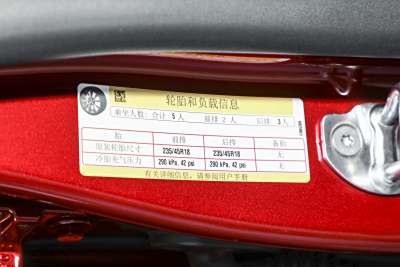 轮胎和负载信息
乘坐人数: 合计: 5 人 前排 2 人 后排 3 人
胎 前排 后排 备胎
原装轮胎尺寸 235/45R18 235/45R18 无
冷胎充气压力 290 kPa, 42 psi 290 kPa, 42 psi 无
有关详细信息, 请参阅用户手册